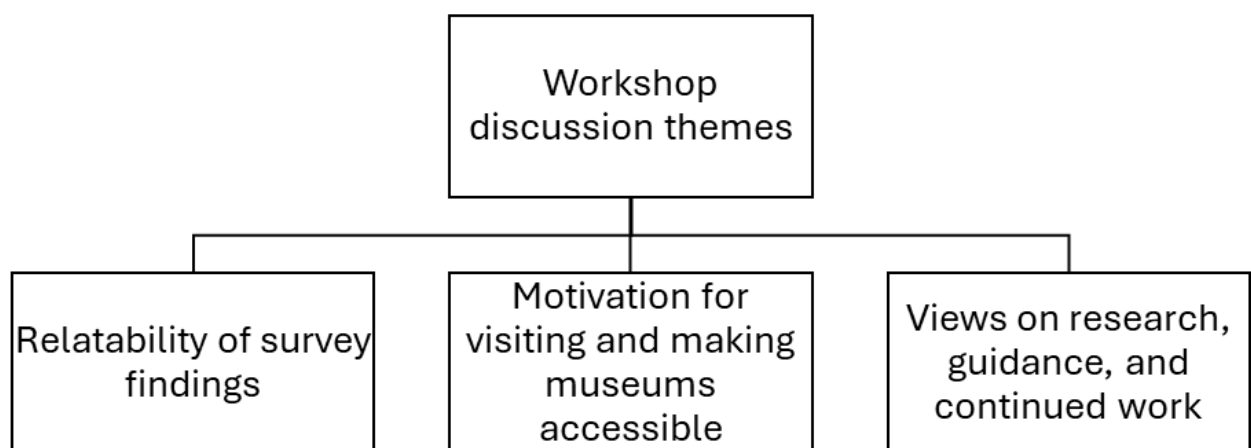 Workshop
discussion themes
Relatability of survey
findings
Motivation for
visiting and making
museums
accessible
Views on research,
guidance, and
continued work